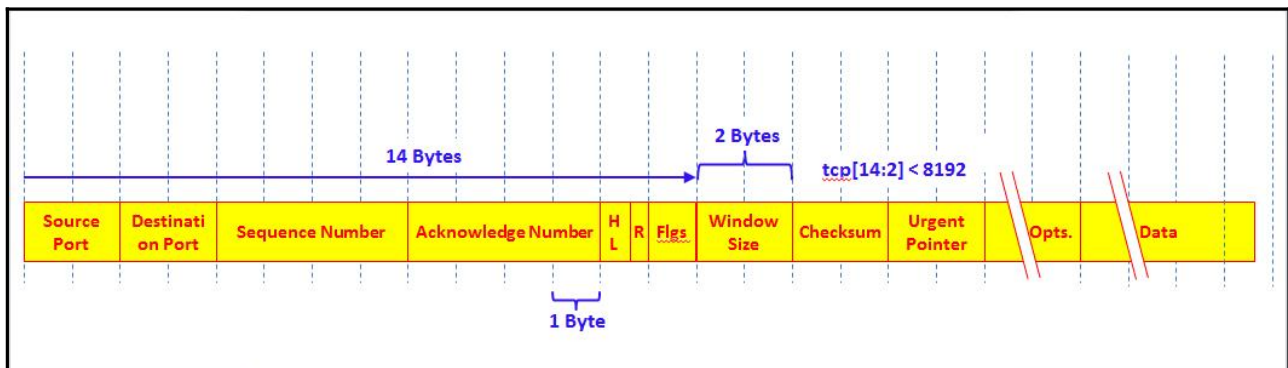 2 Bytes
14 Bytes
tcp[14:2] < 8192
Source
Port
Destinati
on Port
Sequence Number
Acknowledge Number
H
L
R
Flgs
Window
Size
Checksum
Urgent
Pointer
Opts.
Data
1 Byte